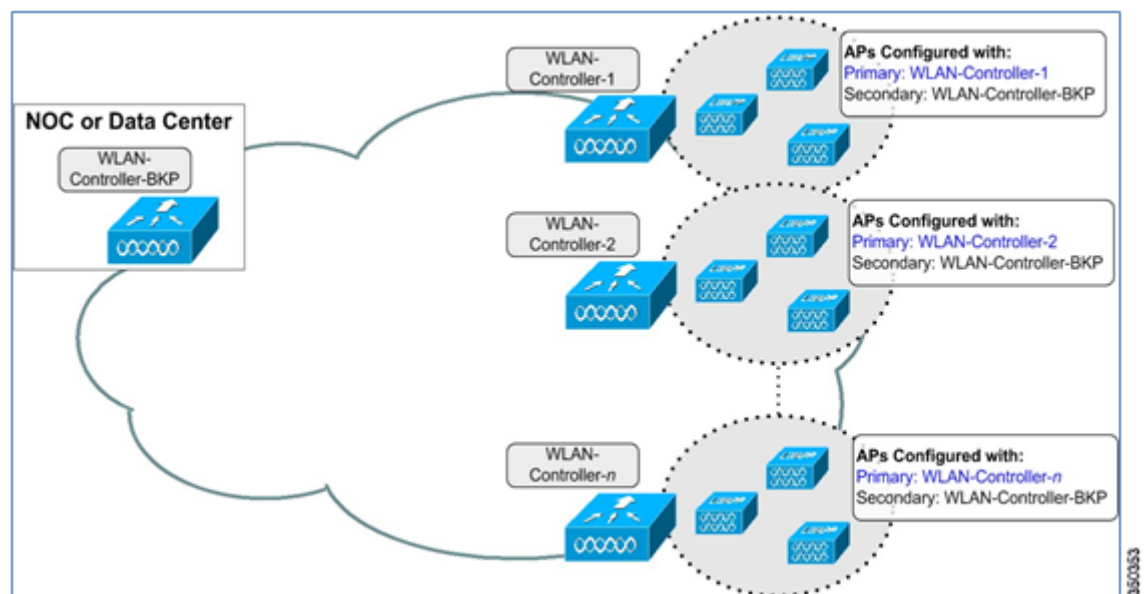 NOC or Data Center
WLAN-
Controller-BKP
WLAN-
Controller-1
APs Configured with:
Primary: WLAN-Controller-1
Secondary: WLAN-Controller-BKP
WLAN-
Controller-2
APs Configured with:
Primary: WLAN-Controller-2
Secondary: WLAN-Controller-BKP
WLAN-
Controller-n
APs Configured with:
Primary: WLAN-Controller-n
Secondary: WLAN-Controller-BKP
350353